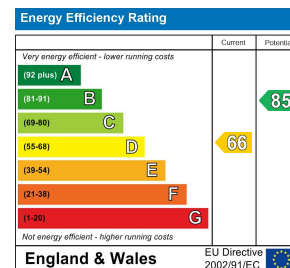 Energy Efficiency Rating
Current Potentia
Very energy efficient - lower running costs
(92 plus) A
(81-91) B 85
(69-80) C
(55-68) D 66
(39-54) E
(21-38) F
(1-20) G
Not energy efficient - higher running costs
England & Wales
EU Directive
2002/91/EC